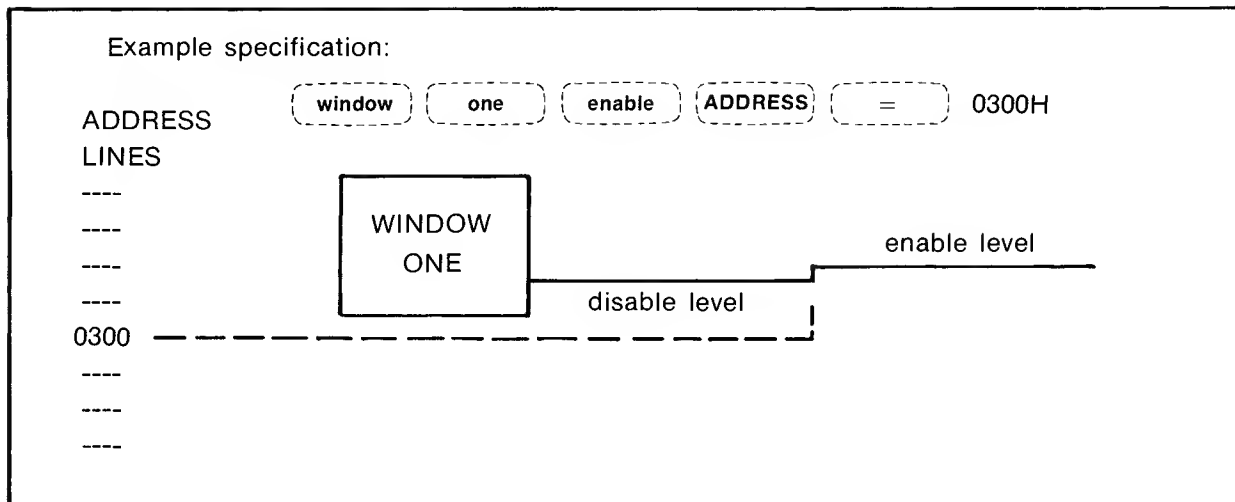 Example specification:
window one enable ADDRESS = 0300H
ADDRESS
LINES
----
----
----
----
0300
----
----
----
WINDOW
ONE
disable level
enable level